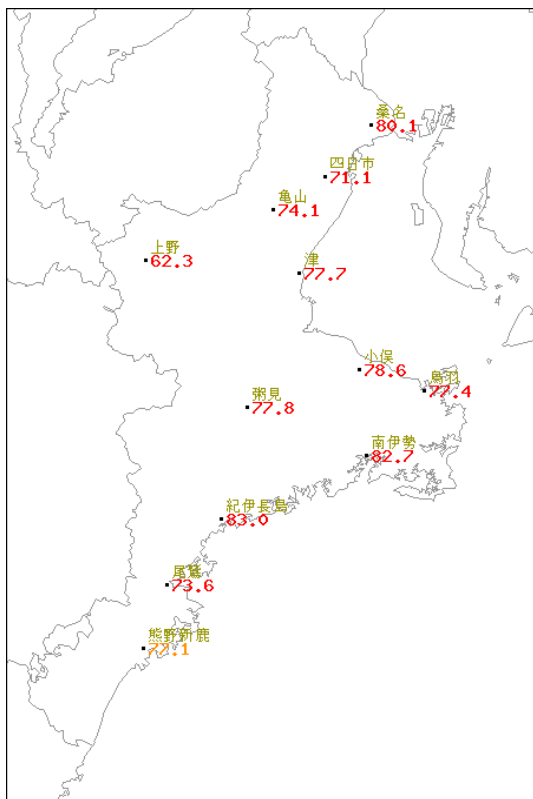 桑名
80.1
四日市
71.1
亀山
74.1
上野
62.3
津
77.7
小俣
78.6
鳥羽
77.4
粥見
77.8
南伊勢
82.7
紀伊長島
83.0
尾鷲
73.6
熊野新鹿
77.1